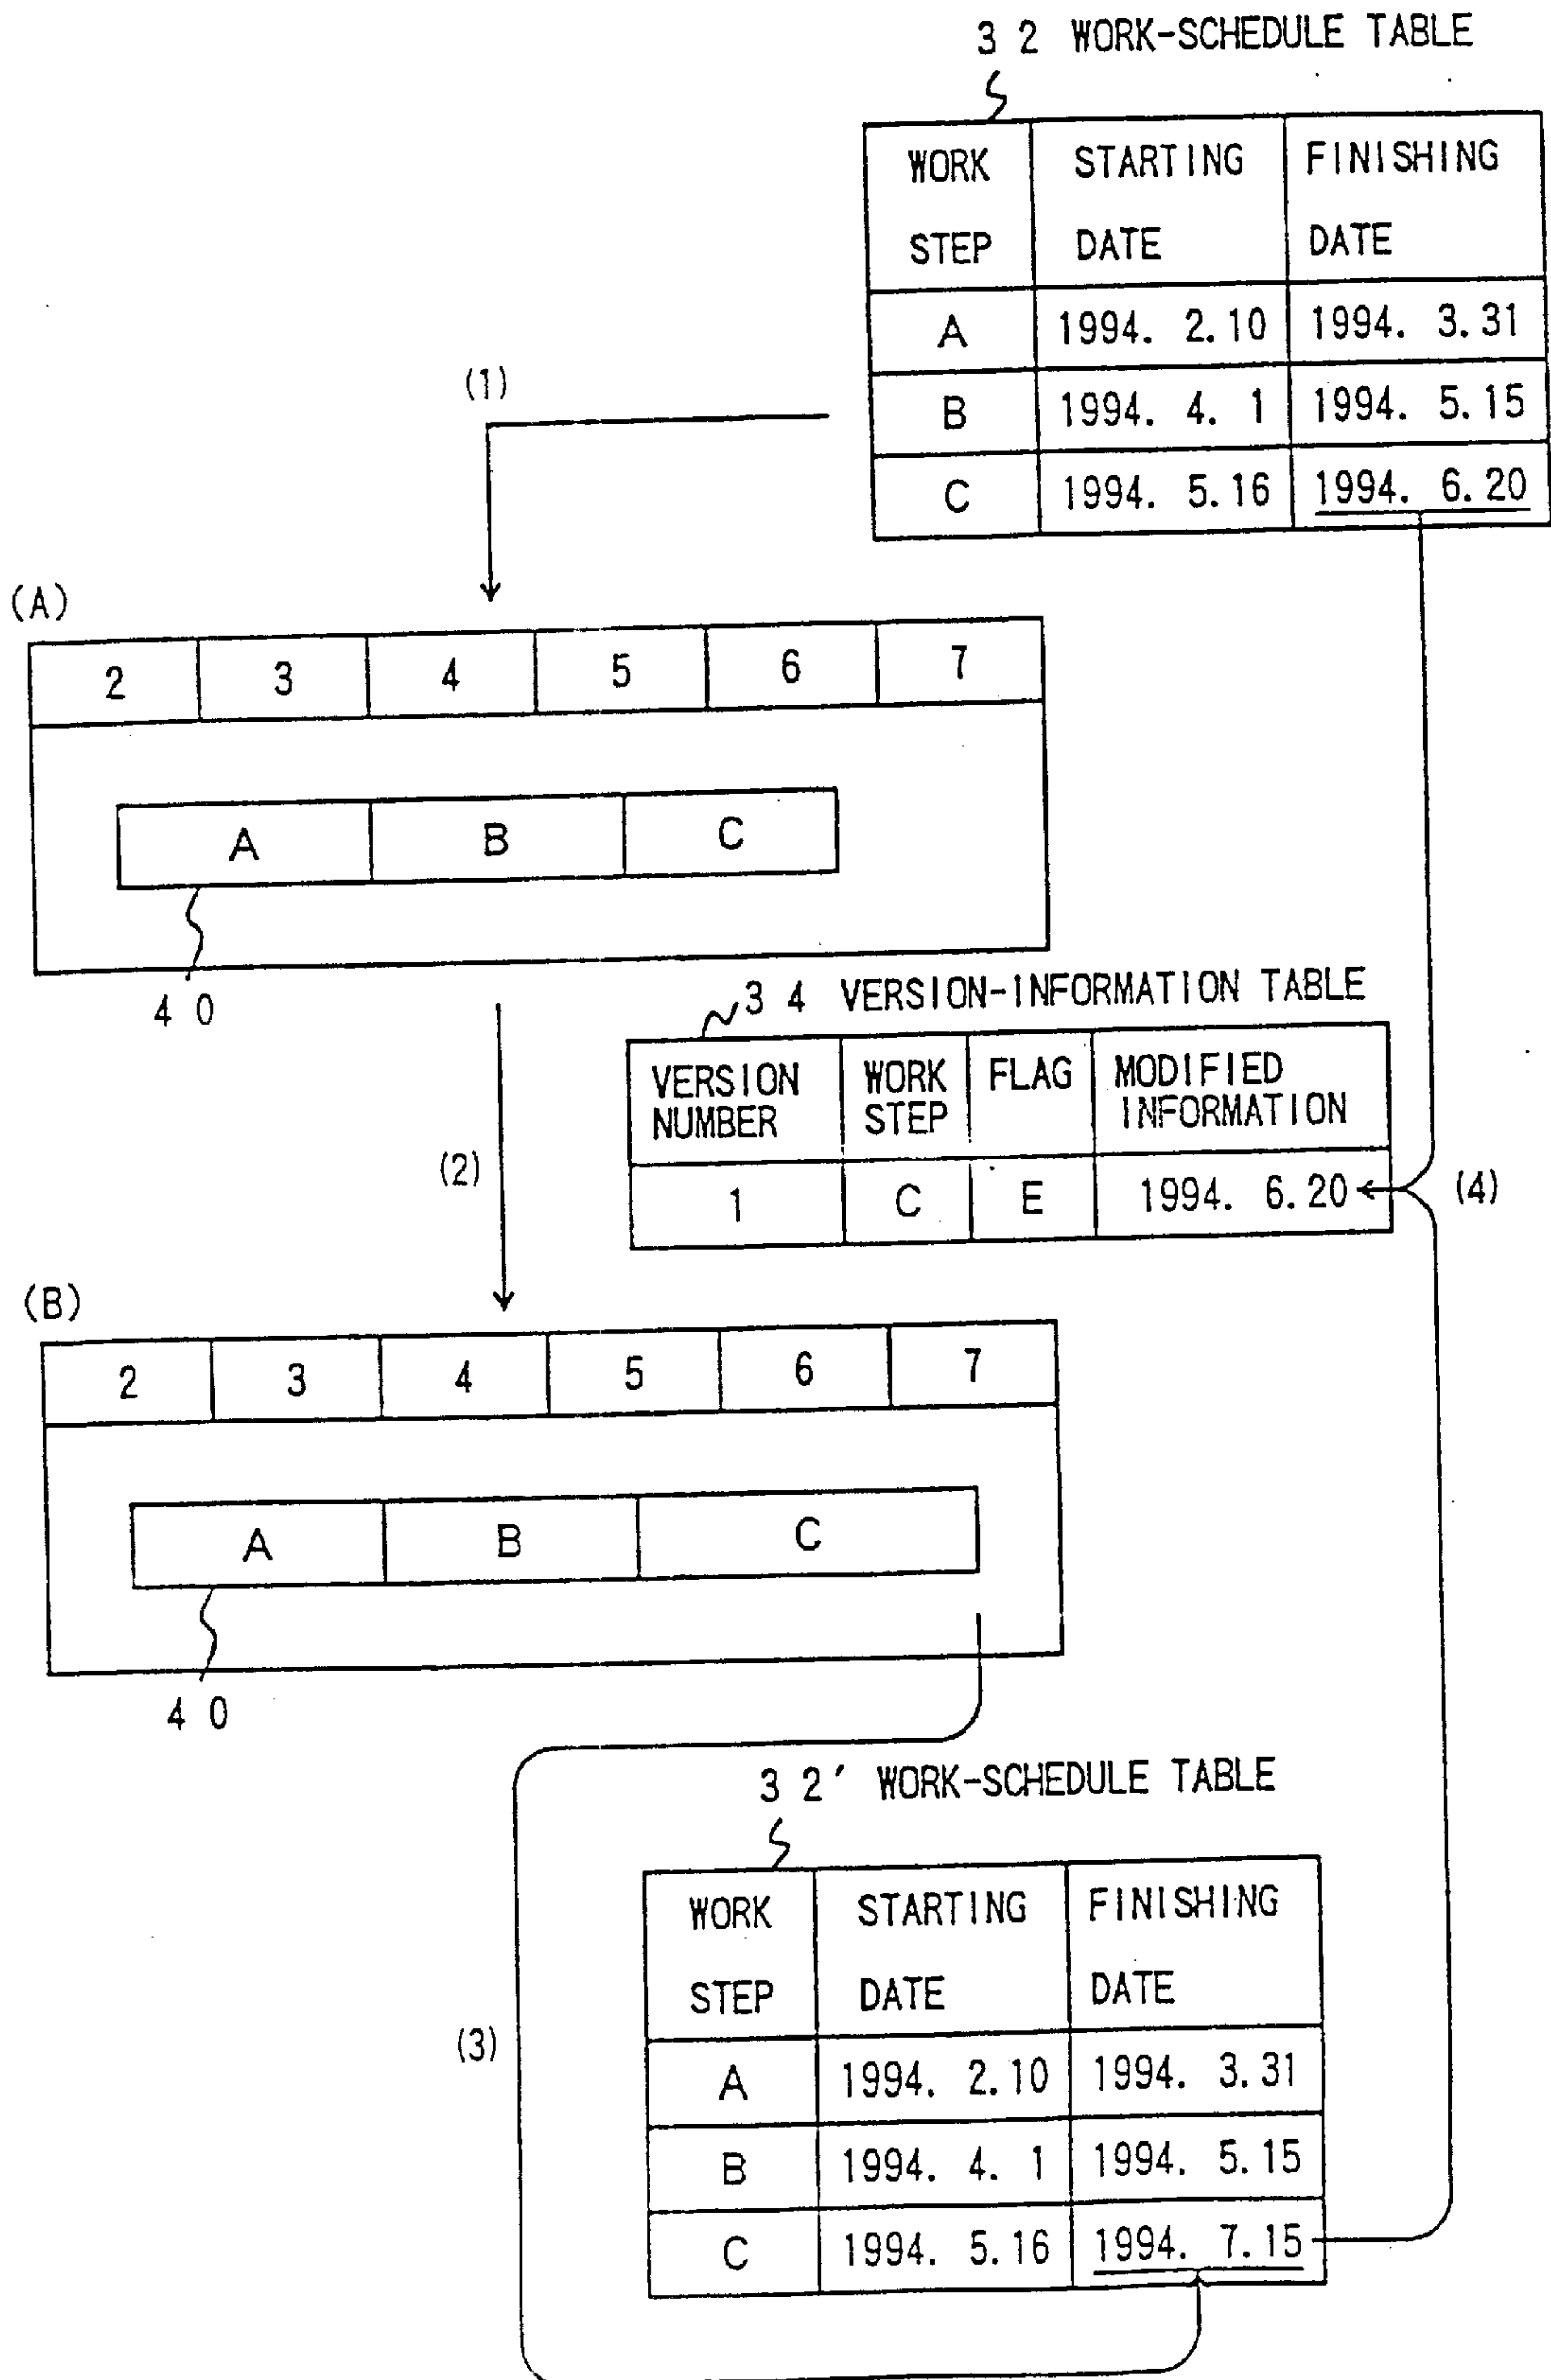 3 2 WORK-SCHEDULE TABLE
WORK STEP STARTING DATE FINISHING DATE
A 1994. 2.10 1994. 3.31
B 1994. 4. 1 1994. 5.15
C 1994. 5.16 1994. 6.20
(1)
(A)
2 3 4 5 6 7
A B C
4 0
3 4 VERSION-INFORMATION TABLE
VERSION NUMBER WORK STEP FLAG MODIFIED INFORMATION
1 C E 1994. 6.20
(4)
(2)
(B)
2 3 4 5 6 7
A B C
4 0
3 2′ WORK-SCHEDULE TABLE
WORK STEP STARTING DATE FINISHING DATE
A 1994. 2.10 1994. 3.31
B 1994. 4. 1 1994. 5.15
C 1994. 5.16 1994. 7.15
(3)